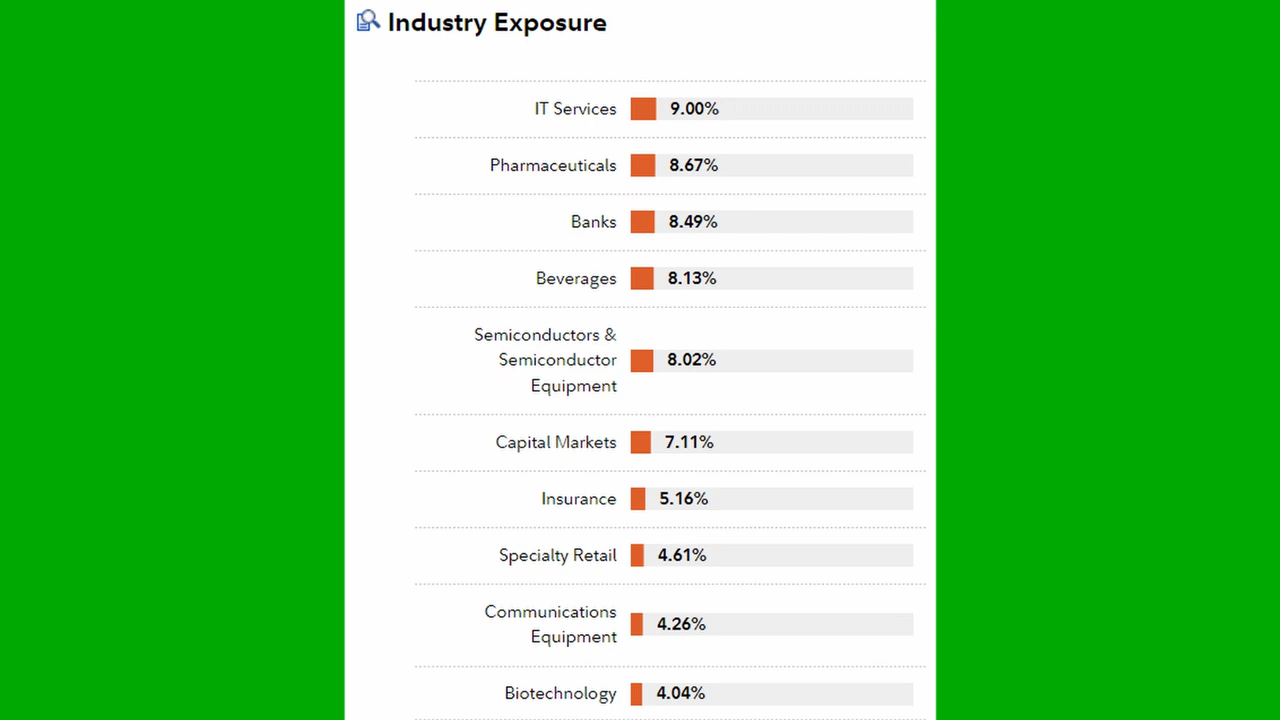 Industry Exposure
IT Services 9.00%
Pharmaceuticals 8.67%
Banks 8.49%
Beverages 8.13%
Semiconductors &
Semiconductor 8.02%
Equipment
Capital Markets 7.11%
Insurance 5.16%
Specialty Retail 4.61%
Communications
Equipment
4.26%
Biotechnology 4.04%